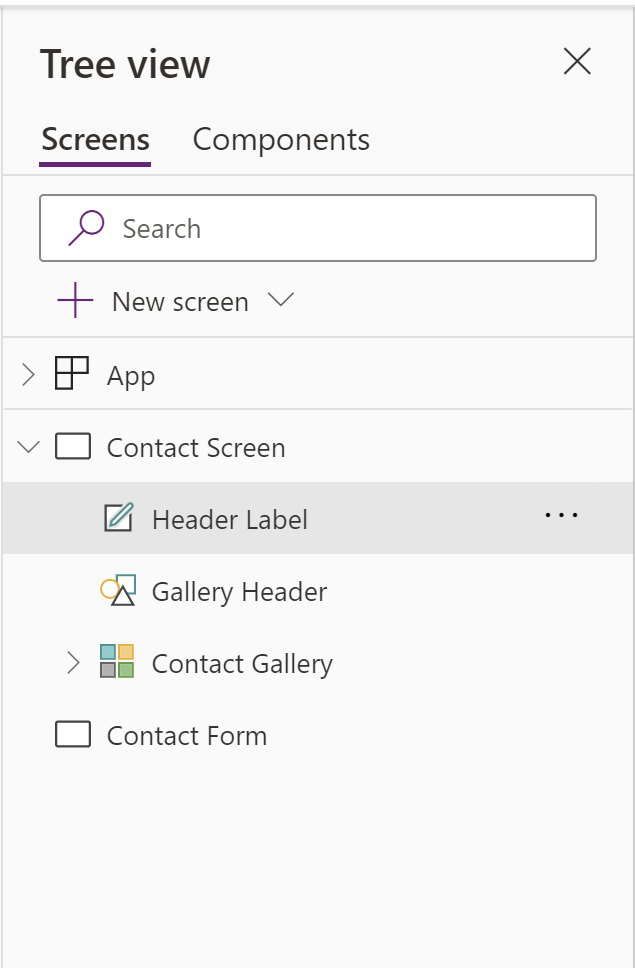 Tree view
Screens Components
Search
New screen
App
Contact Screen
Header Label
Gallery Header
Contact Gallery
Contact Form